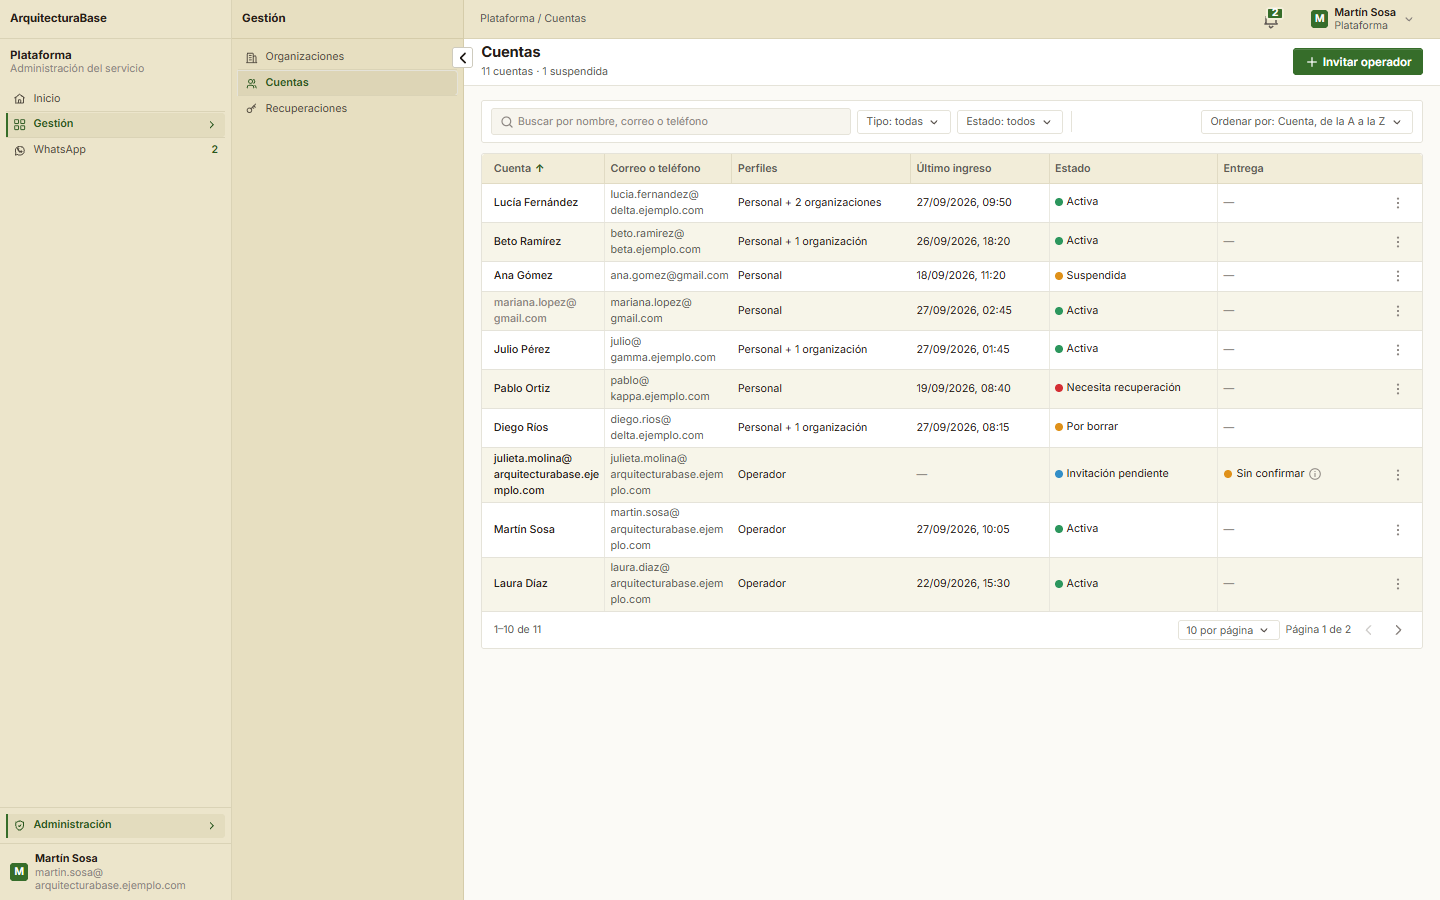 ArquitecturaBase
Plataforma
Administración del servicio
Inicio
Gestión
WhatsApp 2
Administración
M Martín Sosa
martin.sosa@
arquitecturabase.ejemplo.com
Gestión
Organizaciones
Cuentas
Recuperaciones
Plataforma / Cuentas
2
M Martín Sosa
Plataforma
Cuentas
11 cuentas · 1 suspendida
Invitar operador
Buscar por nombre, correo o teléfono
Tipo: todas
Estado: todos
Ordenar por: Cuenta, de la A a la Z
Cuenta ↑ Correo o teléfono Perfiles Último ingreso Estado Entrega
Lucía Fernández lucia.fernandez@
delta.ejemplo.com Personal + 2 organizaciones 27/09/2026, 09:50 Activa —
Beto Ramírez beto.ramirez@
beta.ejemplo.com Personal + 1 organización 26/09/2026, 18:20 Activa —
Ana Gómez ana.gomez@gmail.com Personal 18/09/2026, 11:20 Suspendida —
mariana.lopez@
gmail.com mariana.lopez@
gmail.com Personal 27/09/2026, 02:45 Activa —
Julio Pérez julio@
gamma.ejemplo.com Personal + 1 organización 27/09/2026, 01:45 Activa —
Pablo Ortiz pablo@
kappa.ejemplo.com Personal 19/09/2026, 08:40 Necesita recuperación —
Diego Ríos diego.rios@
delta.ejemplo.com Personal + 1 organización 27/09/2026, 08:15 Por borrar —
julieta.molina@
arquitecturabase.eje
mplo.com julieta.molina@
arquitecturabase.ejem
plo.com Operador — Invitación pendiente Sin confirmar
Martín Sosa martin.sosa@
arquitecturabase.ejem
plo.com Operador 27/09/2026, 10:05 Activa —
Laura Díaz laura.diaz@
arquitecturabase.ejem
plo.com Operador 22/09/2026, 15:30 Activa —
1–10 de 11
10 por página
Página 1 de 2